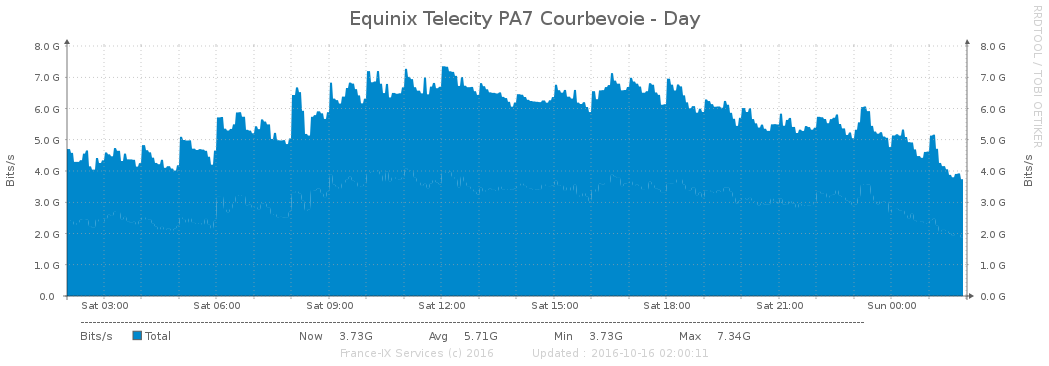 Equinix Telecity PA7 Courbevoie - Day
RRDTOOL / TOBI OETIKER
8.0 G 8.0 G
7.0 G 7.0 G
6.0 G 6.0 G
5.0 G 5.0 G
4.0 G 4.0 G
3.0 G 3.0 G
2.0 G 2.0 G
1.0 G 1.0 G
0.0 0.0 G
Bits/s Bits/s
Sat 03:00 Sat 06:00 Sat 09:00 Sat 12:00 Sat 15:00 Sat 18:00 Sat 21:00 Sun 00:00
Bits/s Total Now 3.73G Avg 5.71G Min 3.73G Max 7.34G
France-IX Services (c) 2016 Updated : 2016-10-16 02:00:11